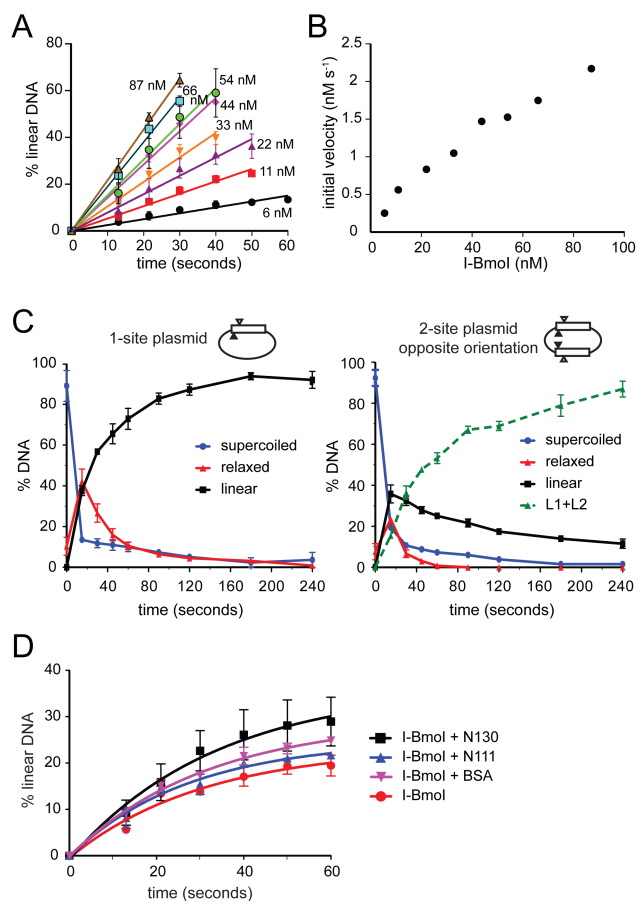 A
% linear DNA
80
60
40
20
0
87 nM
66
nM
54 nM
44 nM
33 nM
22 nM
11 nM
6 nM
0 10 20 30 40 50 60
time (seconds)
B
initial velocity (nM s-1)
2.5
2
1.5
1
0.5
0
0 20 40 60 80 100
I-BmoI (nM)
C
1-site plasmid
% DNA
100
80
60
40
20
0
supercoiled
relaxed
linear
0 40 80 120 160 200 240
time (seconds)
2-site plasmid
opposite orientation
% DNA
100
80
60
40
20
0
supercoiled
relaxed
linear
L1+L2
0 40 80 120 160 200 240
time (seconds)
D
% linear DNA
40
30
20
10
0
0 10 20 30 40 50 60
time (seconds)
I-BmoI + N130
I-BmoI + N111
I-BmoI + BSA
I-BmoI